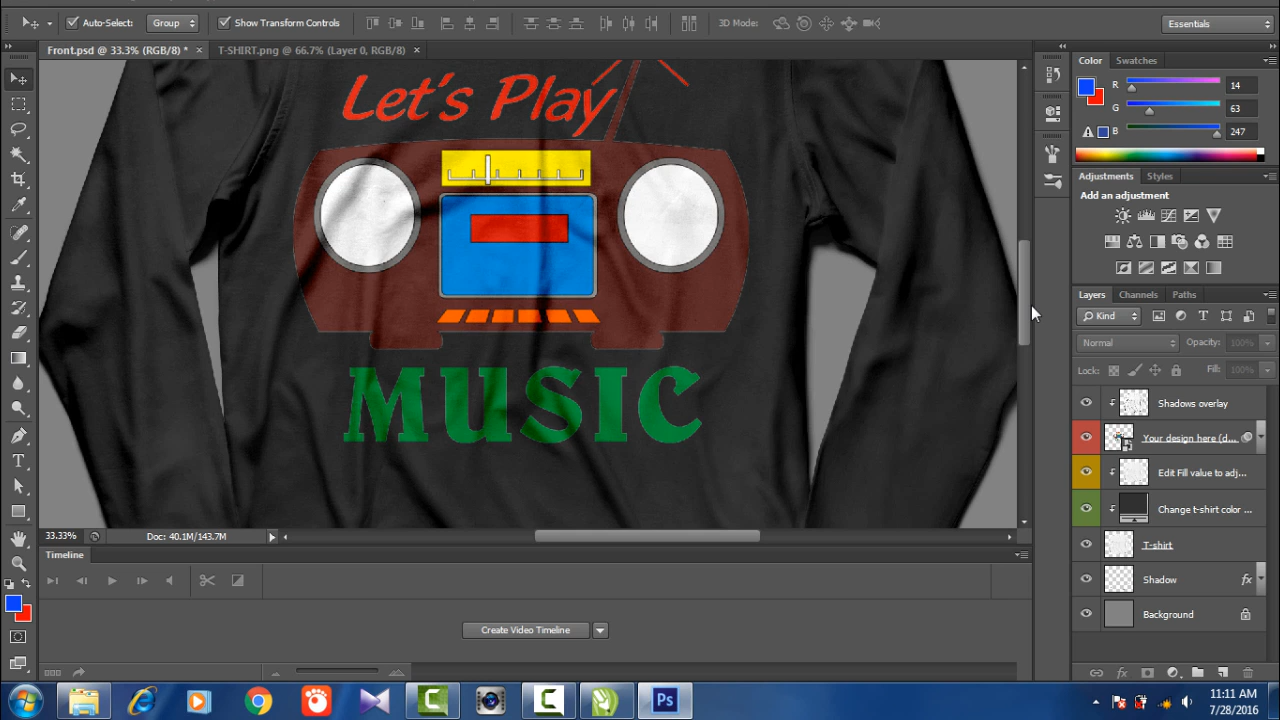 Auto-Select: Group Show Transform Controls 3D Mode: Essentials
Front.psd @ 33.3% (RGB/8) * × T-SHIRT.png @ 66.7% (Layer 0, RGB/8) ×
Let's Play
MUSIC
Color Swatches
R 14
G 63
B 247
Adjustments Styles
Add an adjustment
Layers Channels Paths
Kind
Normal Opacity: 100%
Lock: Fill: 100%
Shadows overlay
Your design here (d...
Edit Fill value to adj...
Change t-shirt color ...
T-shirt
Shadow fx
Background
33.33% Doc: 40.1M/143.7M
Timeline
Create Video Timeline
fx
Ps
11:11 AM
7/28/2016